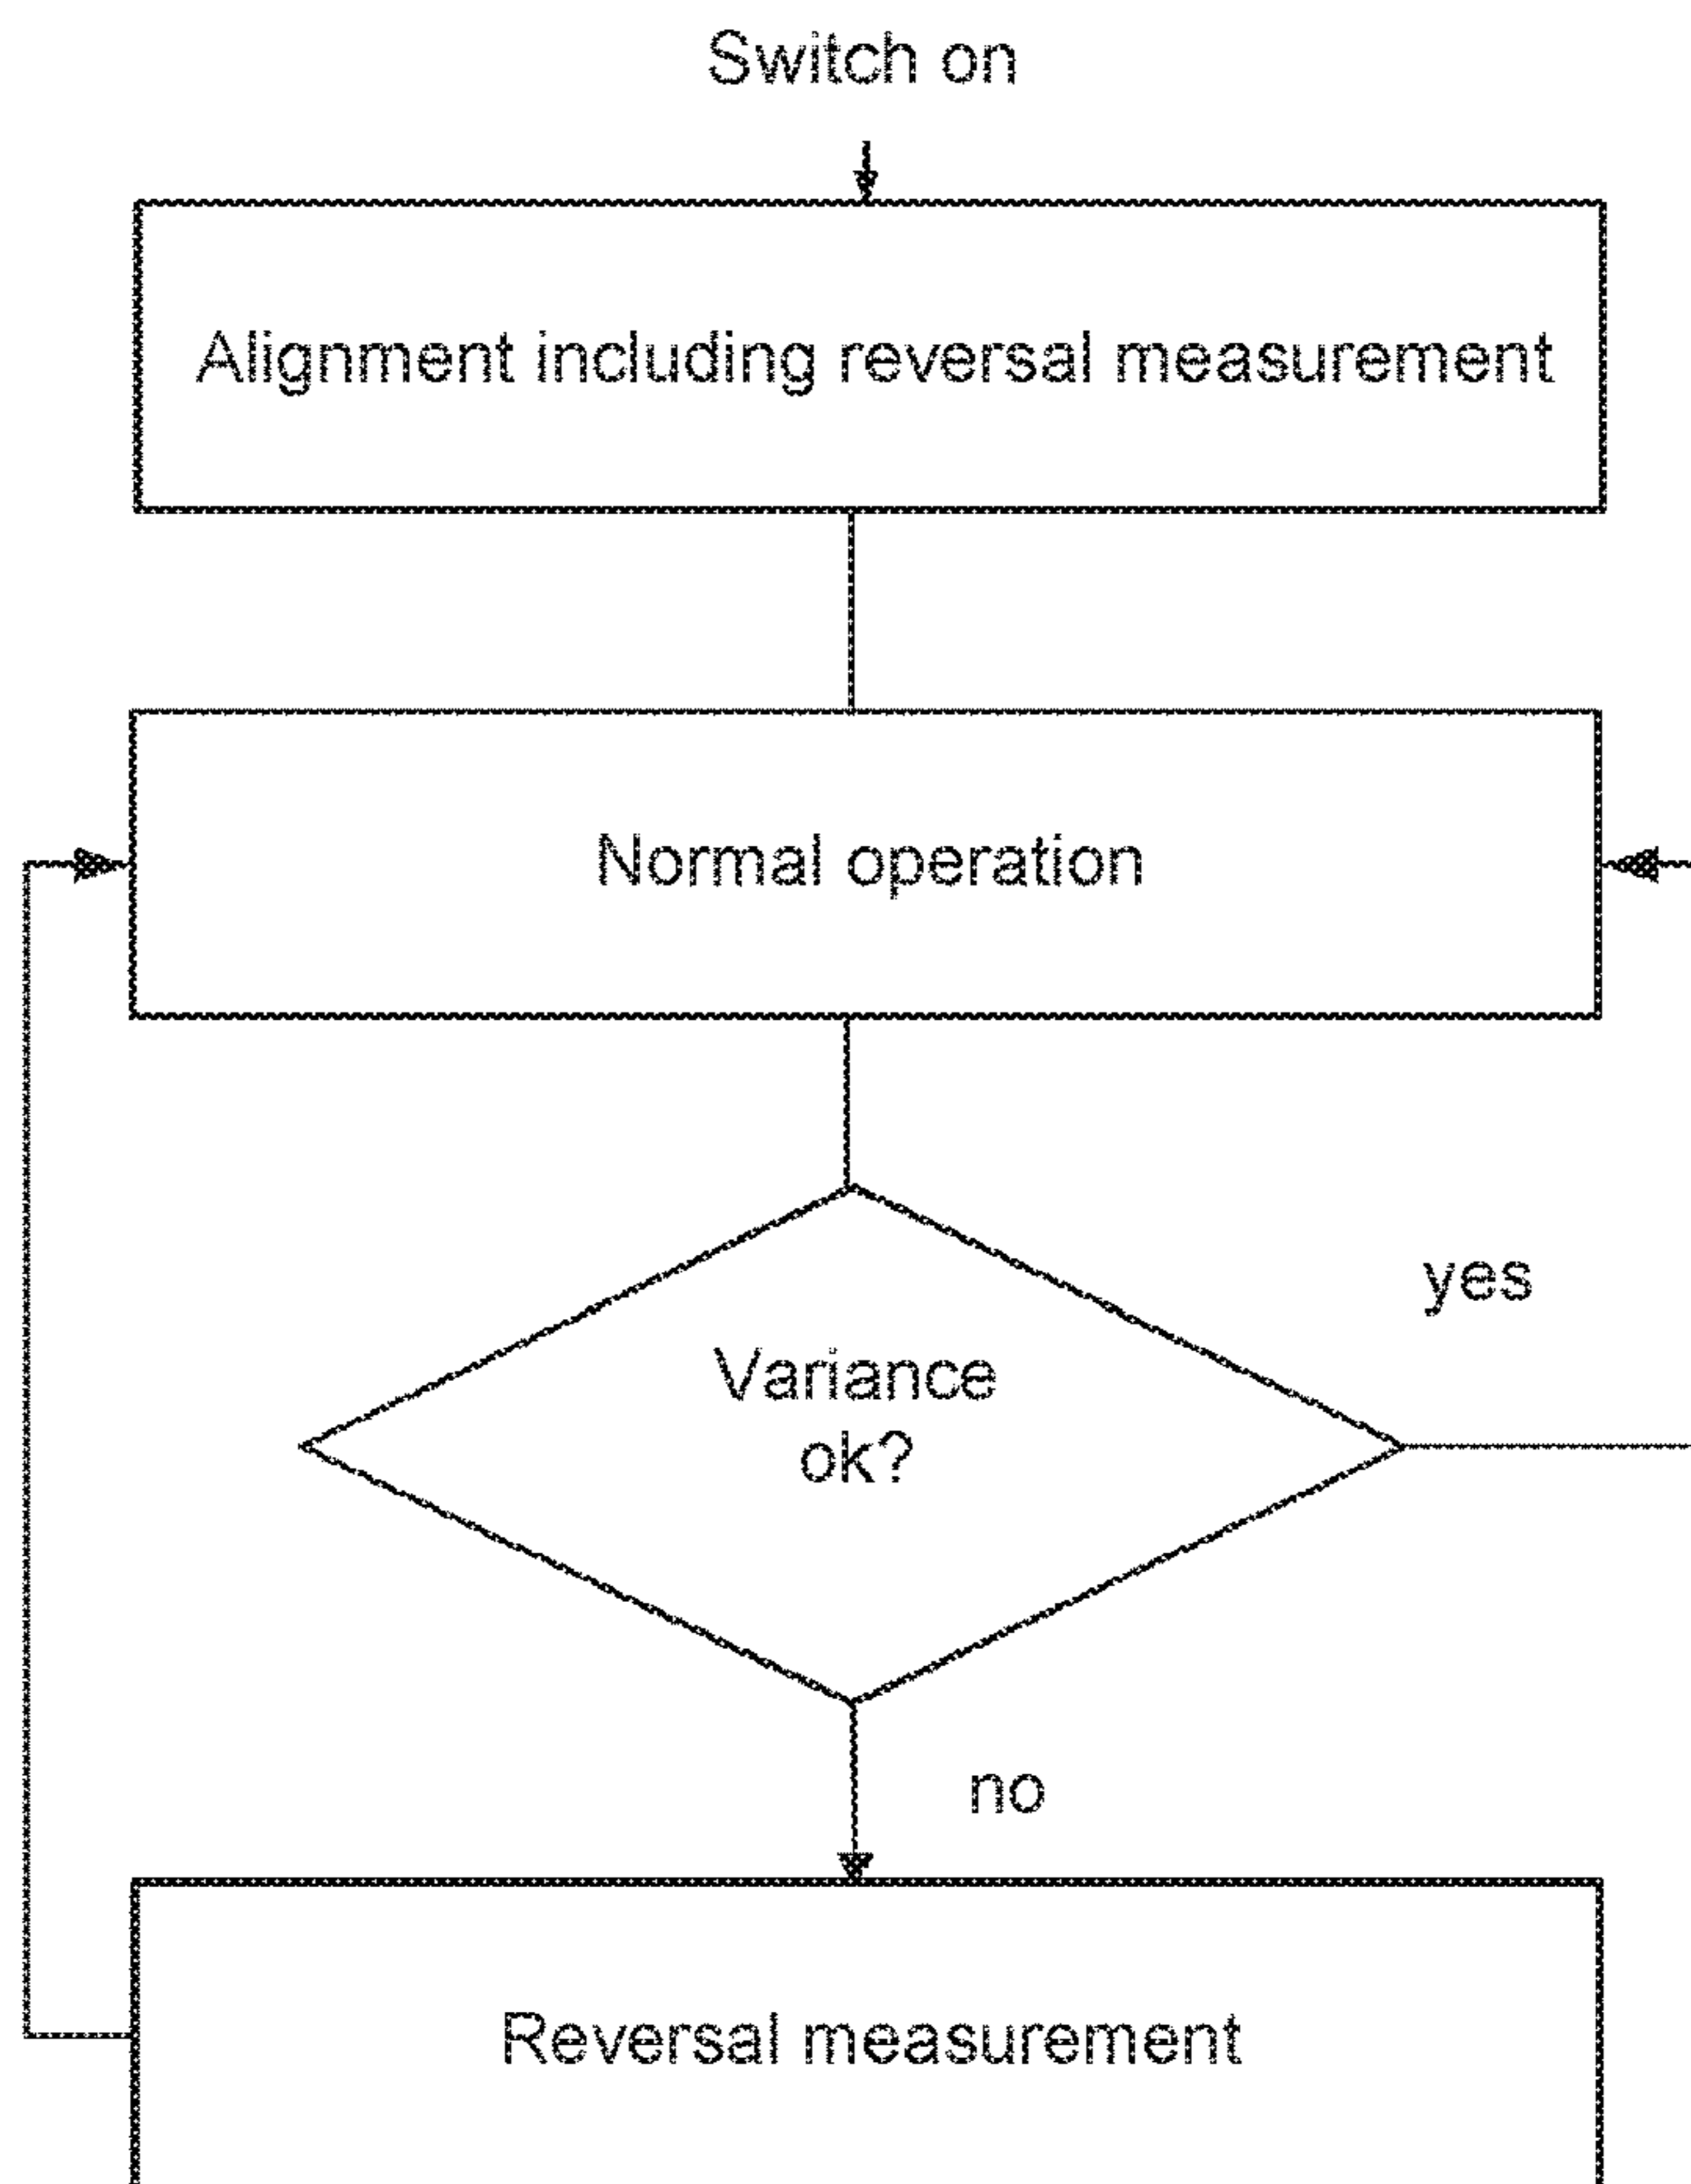 Switch on
Alignment including reversal measurement
Normal operation
yes
Variance
ok?
no
Reversal measurement